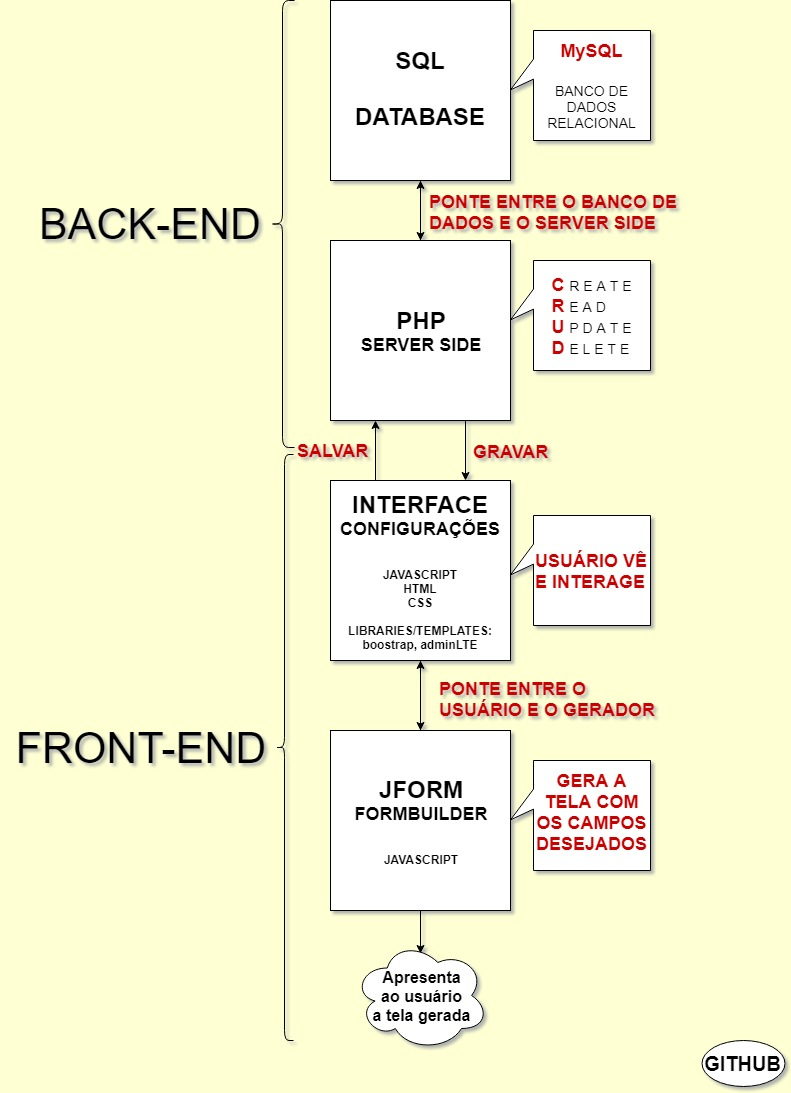 SQL
DATABASE
MySQL
BANCO DE
DADOS
RELACIONAL
BACK-END
PONTE ENTRE O BANCO DE
DADOS E O SERVER SIDE
PHP
SERVER SIDE
C R E A T E
R E A D
U P D A T E
D E L E T E
SALVAR
GRAVAR
INTERFACE
CONFIGURAÇÕES
JAVASCRIPT
HTML
CSS
LIBRARIES/TEMPLATES:
boostrap, adminLTE
USUÁRIO VÊ
E INTERAGE
PONTE ENTRE O
USUÁRIO E O GERADOR
FRONT-END
JFORM
FORMBUILDER
JAVASCRIPT
GERA A
TELA COM
OS CAMPOS
DESEJADOS
Apresenta
ao usuário
a tela gerada
GITHUB